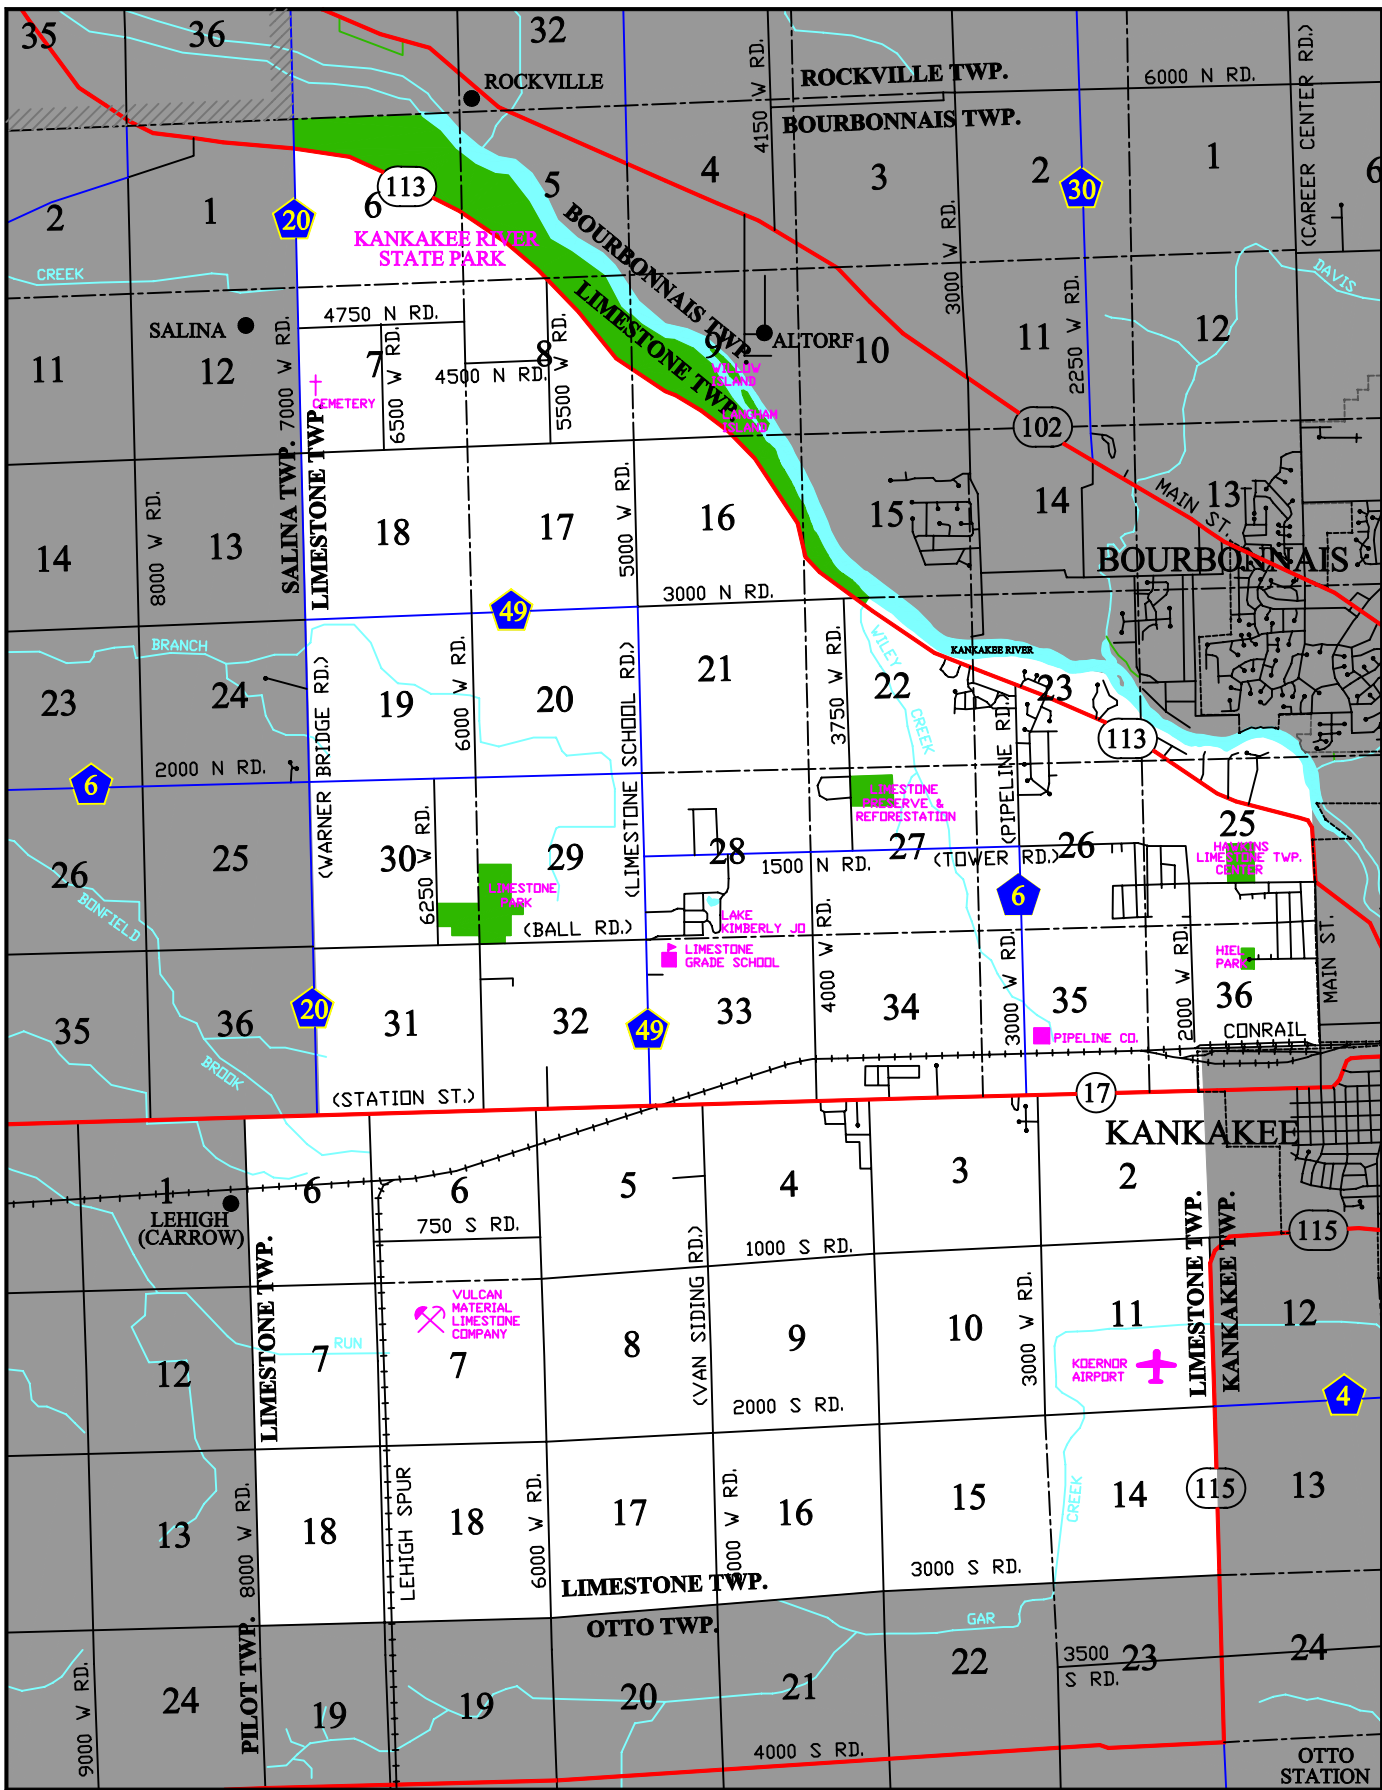 35
36
32
ROCKVILLE
4150 W RD.
ROCKVILLE TWP.
6000 N RD.
(CAREER CENTER RD.)
BOURBONNAIS TWP.
2
1
20
6
113
5
4
3
2
30
1
6
KANKAKEE RIVER
STATE PARK
BOURBONNAIS TWP.
LIMESTONE TWP.
3000 W RD.
CREEK
DAVIS
SALINA
7000 W RD.
4750 N RD.
6500 W RD.
7
8
4500 N RD.
5500 W RD.
9
ALTORF
10
11
2250 W RD.
12
11
12
CEMETERY
WILLOW
ISLAND
LANGHAM
ISLAND
102
SALINA TWP.
LIMESTONE TWP.
8000 W RD.
14
13
18
17
5000 W RD.
16
15
14
13
MAIN ST.
BOURBONNAIS
49
3000 N RD.
BRANCH
23
24
(WARNER BRIDGE RD.)
19
6000 W RD.
20
(LIMESTONE SCHOOL RD.)
21
3750 W RD.
WILEY
CREEK
22
KANKAKEE RIVER
23
(PIPELINE RD.)
113
6
2000 N RD.
26
25
30
6250 W RD.
29
28
1500 N RD.
LIMESTONE
PRESERVE &
REFORESTATION
27
(TOWER RD.)
26
25
HAWKINS
LIMESTONE TWP.
CENTER
BONFIELD
LIMESTONE
PARK
(BALL RD.)
LAKE
KIMBERLY JO
LIMESTONE
GRADE SCHOOL
6
4000 W RD.
3000 W RD.
2000 W RD.
HIEL
PARK
MAIN ST.
35
36
20
31
32
49
33
34
35
36
PIPELINE CO.
CONRAIL
BROOK
(STATION ST.)
17
KANKAKEE
1
LEHIGH
(CARROW)
6
6
5
4
3
2
750 S RD.
(VAN SIDING RD.)
1000 S RD.
LIMESTONE TWP.
KANKAKEE TWP.
115
LIMESTONE TWP.
VULCAN
MATERIAL
LIMESTONE
COMPANY
12
RUN
7
7
8
9
10
3000 W RD.
11
12
KOERNOR
AIRPORT
4
2000 S RD.
13
8000 W RD.
18
LEHIGH SPUR
18
6000 W RD.
17
16
15
CREEK
14
115
13
3000 S RD.
LIMESTONE TWP.
OTTO TWP.
GAR
PILOT TWP.
9000 W RD.
24
19
19
20
21
22
3500
S RD.
23
24
4000 S RD.
OTTO
STATION